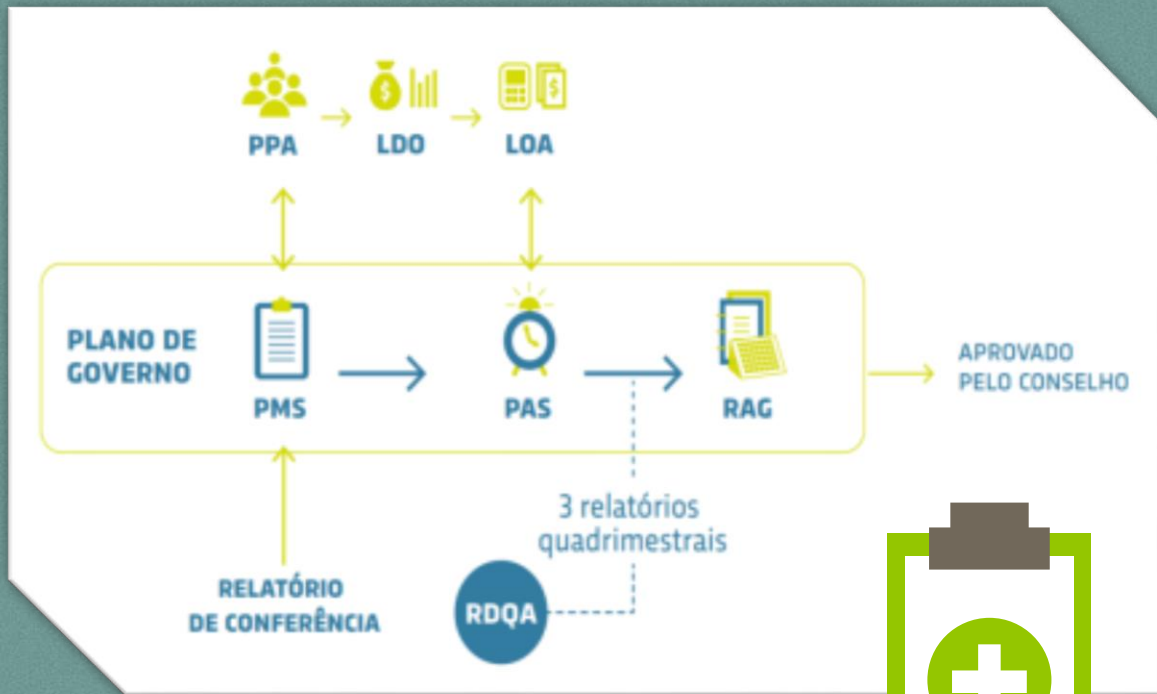 PPA
LDO
LOA
PLANO DE
GOVERNO
PMS
PAS
RAG
APROVADO
PELO CONSELHO
3 relatórios
quadrimestrais
RELATÓRIO
DE CONFERÊNCIA
RDQA